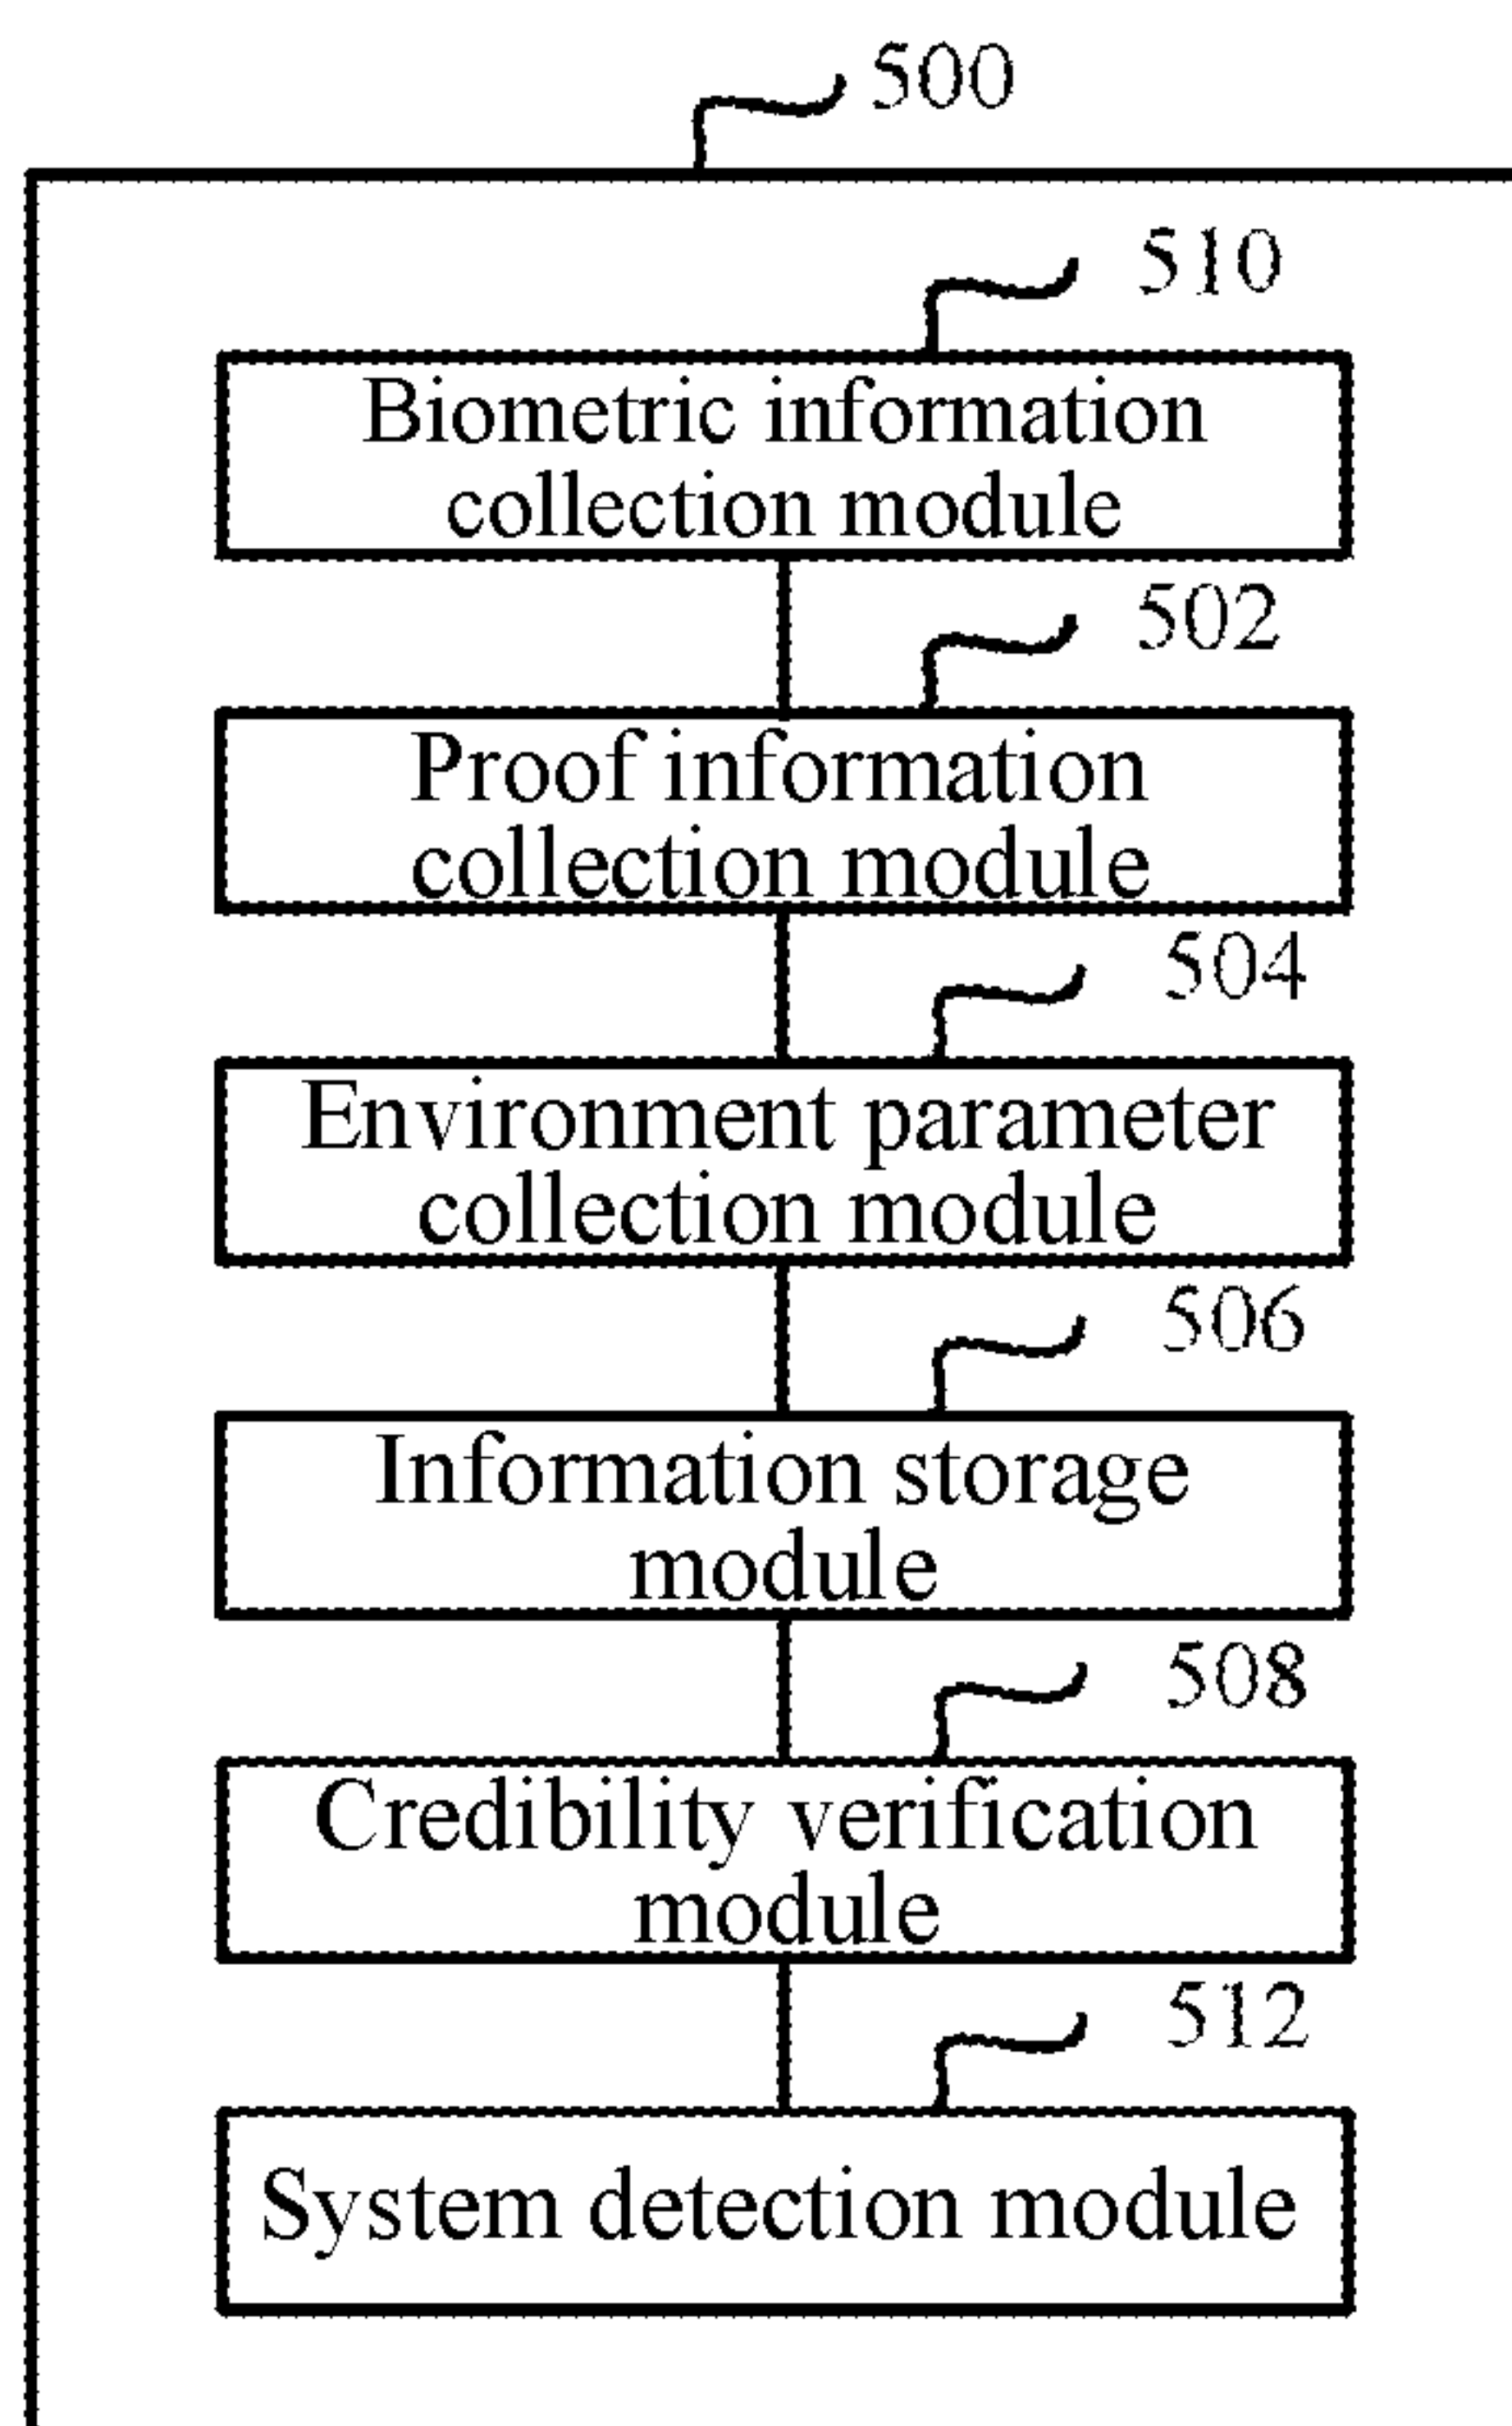 500
510
Biometric information
collection module
502
Proof information
collection module
504
Environment parameter
collection module
506
Information storage
module
508
Credibility verification
module
512
System detection module